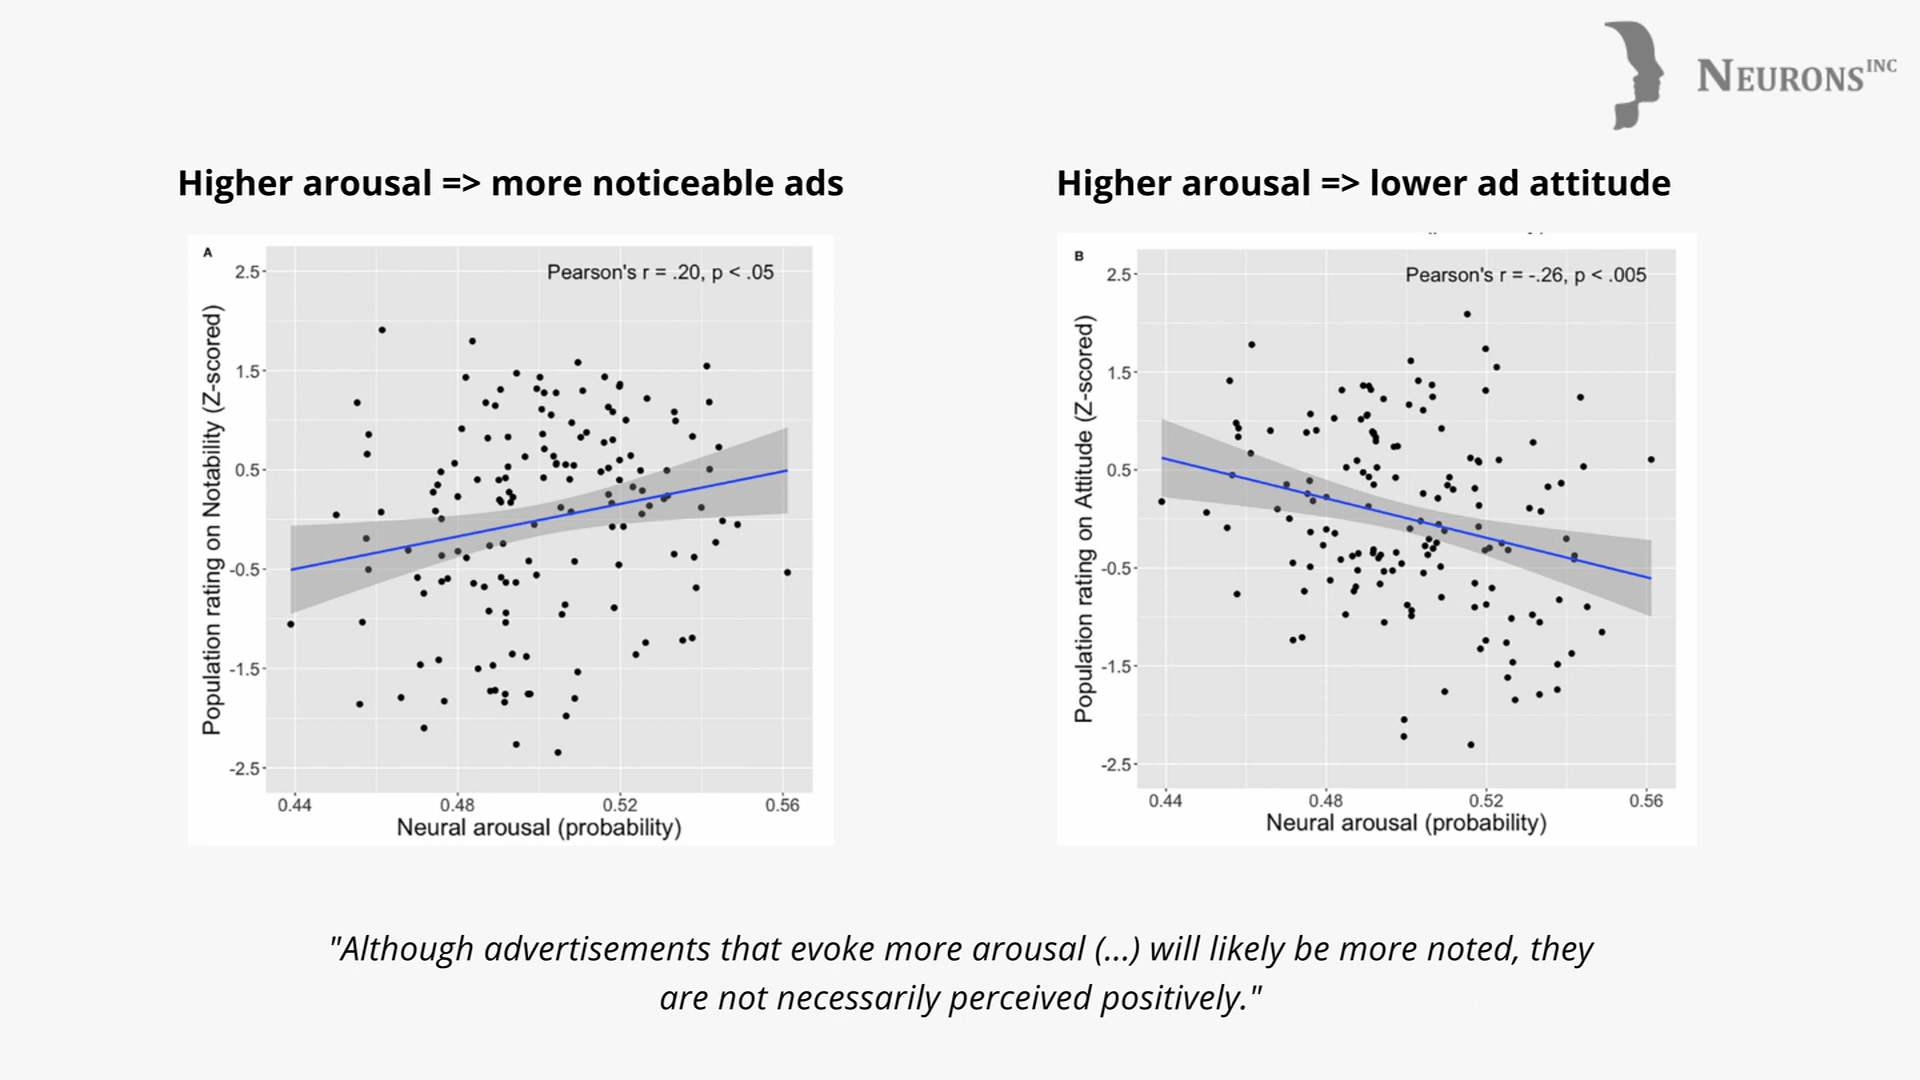 NEURONS INC
Higher arousal => more noticeable ads
Higher arousal => lower ad attitude
A
Pearson's r = .20, p < .05
Population rating on Notability (Z-scored)
2.5
1.5
0.5
-0.5
-1.5
-2.5
0.44 0.48 0.52 0.56
Neural arousal (probability)
B
Pearson's r = -.26, p < .005
Population rating on Attitude (Z-scored)
2.5
1.5
0.5
-0.5
-1.5
-2.5
0.44 0.48 0.52 0.56
Neural arousal (probability)
"Although advertisements that evoke more arousal (...) will likely be more noted, they
are not necessarily perceived positively."